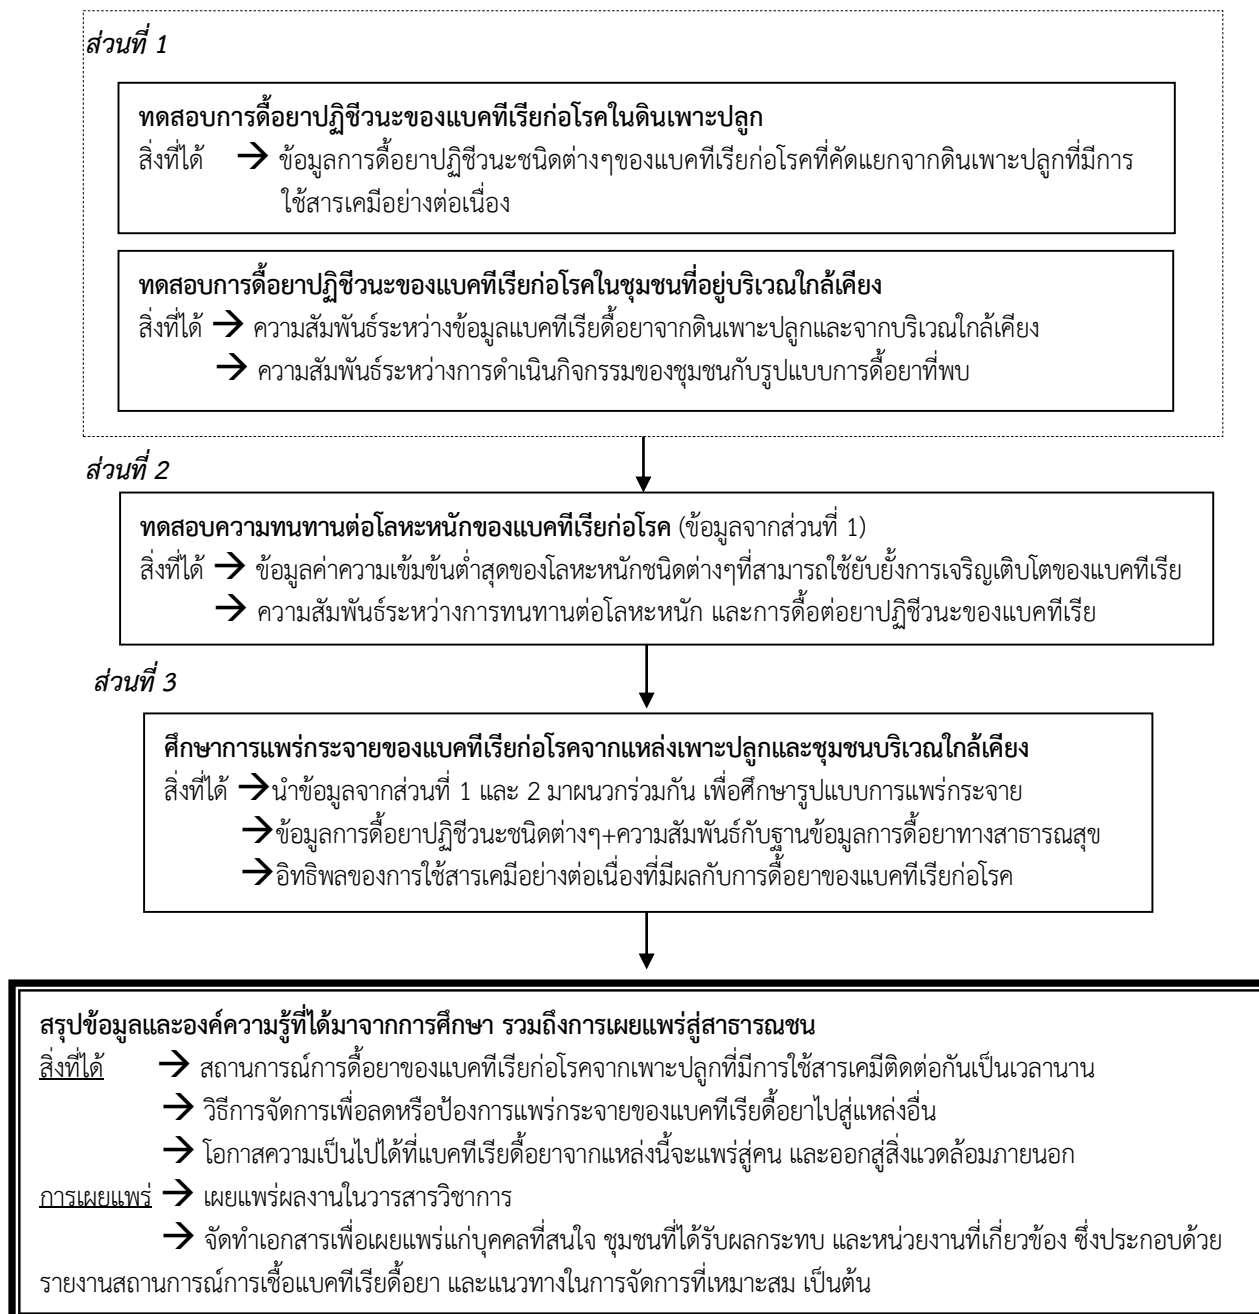 ส่วนที่ 1
ทดสอบการดื้อยาปฏิชีวนะของแบคทีเรียก่อโรคในดินเพาะปลูก
สิ่งที่ได้ → ข้อมูลการดื้อยาปฏิชีวนะชนิดต่างๆของแบคทีเรียก่อโรคที่คัดแยกจากดินเพาะปลูกที่มีการ
ใช้สารเคมีอย่างต่อเนื่อง
ทดสอบการดื้อยาปฏิชีวนะของแบคทีเรียก่อโรคในชุมชนที่อยู่บริเวณใกล้เคียง
สิ่งที่ได้ → ความสัมพันธ์ระหว่างข้อมูลแบคทีเรียดื้อยาจากดินเพาะปลูกและจากบริเวณใกล้เคียง
→ ความสัมพันธ์ระหว่างการดำเนินกิจกรรมของชุมชนกับรูปแบบการดื้อยาที่พบ
ส่วนที่ 2
ทดสอบความทนทานต่อโลหะหนักของแบคทีเรียก่อโรค (ข้อมูลจากส่วนที่ 1)
สิ่งที่ได้ → ข้อมูลค่าความเข้มข้นต่ำสุดของโลหะหนักชนิดต่างๆที่สามารถใช้ยับยั้งการเจริญเติบโตของแบคทีเรีย
→ ความสัมพันธ์ระหว่างการทนทานต่อโลหะหนัก และการดื้อต่อยาปฏิชีวนะของแบคทีเรีย
ส่วนที่ 3
ศึกษาการแพร่กระจายของแบคทีเรียก่อโรคจากแหล่งเพาะปลูกและชุมชนบริเวณใกล้เคียง
สิ่งที่ได้ →นำข้อมูลจากส่วนที่ 1 และ 2 มาผนวกร่วมกัน เพื่อศึกษารูปแบบการแพร่กระจาย
→ข้อมูลการดื้อยาปฏิชีวนะชนิดต่างๆ+ความสัมพันธ์กับฐานข้อมูลการดื้อยาทางสาธารณสุข
→อิทธิพลของการใช้สารเคมีอย่างต่อเนื่องที่มีผลกับการดื้อยาของแบคทีเรียก่อโรค
สรุปข้อมูลและองค์ความรู้ที่ได้มาจากการศึกษา รวมถึงการเผยแพร่สู่สาธารณชน
สิ่งที่ได้ → สถานการณ์การดื้อยาของแบคทีเรียก่อโรคจากเพาะปลูกที่มีการใช้สารเคมีติดต่อกันเป็นเวลานาน
→ วิธีการจัดการเพื่อลดหรือป้องการแพร่กระจายของแบคทีเรียดื้อยาไปสู่แหล่งอื่น
→ โอกาสความเป็นไปได้ที่แบคทีเรียดื้อยาจากแหล่งนี้จะแพร่สู่คน และออกสู่สิ่งแวดล้อมภายนอก
การเผยแพร่ → เผยแพร่ผลงานในวารสารวิชาการ
→ จัดทำเอกสารเพื่อเผยแพร่แก่บุคคลที่สนใจ ชุมชนที่ได้รับผลกระทบ และหน่วยงานที่เกี่ยวข้อง ซึ่งประกอบด้วย
รายงานสถานการณ์การเชื้อแบคทีเรียดื้อยา และแนวทางในการจัดการที่เหมาะสม เป็นต้น